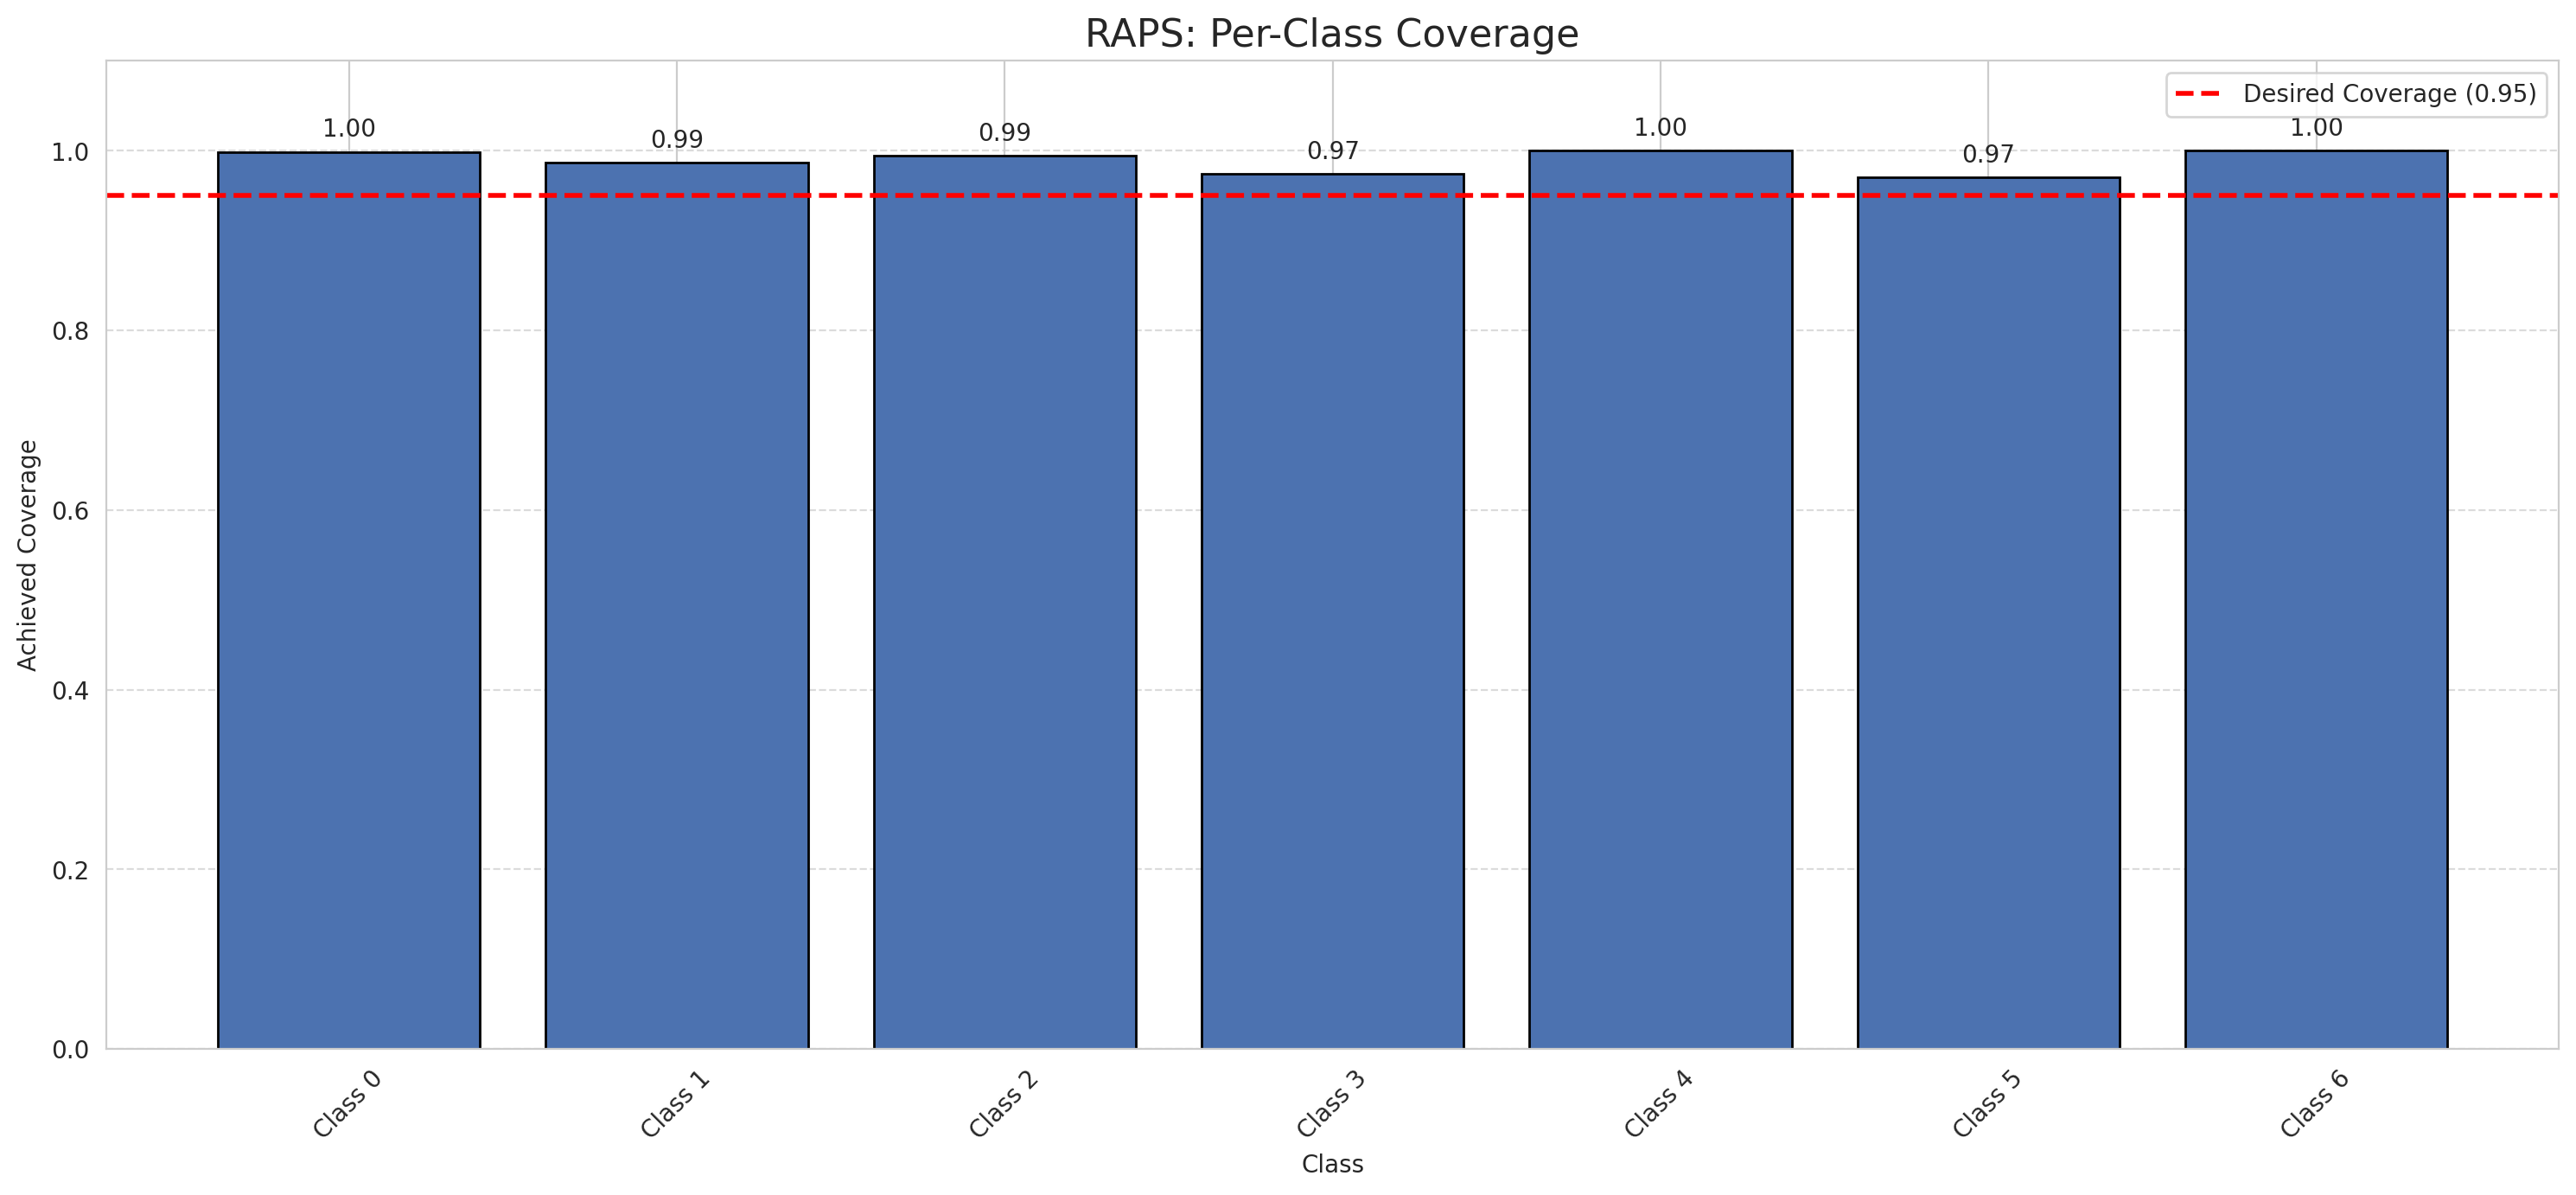 RAPS: Per-Class Coverage
Desired Coverage (0.95)
1.00
0.99
0.99
0.97
1.00
0.97
1.00
Achieved Coverage
1.0
0.8
0.6
0.4
0.2
0.0
Class 0
Class 1
Class 2
Class 3
Class 4
Class 5
Class 6
Class